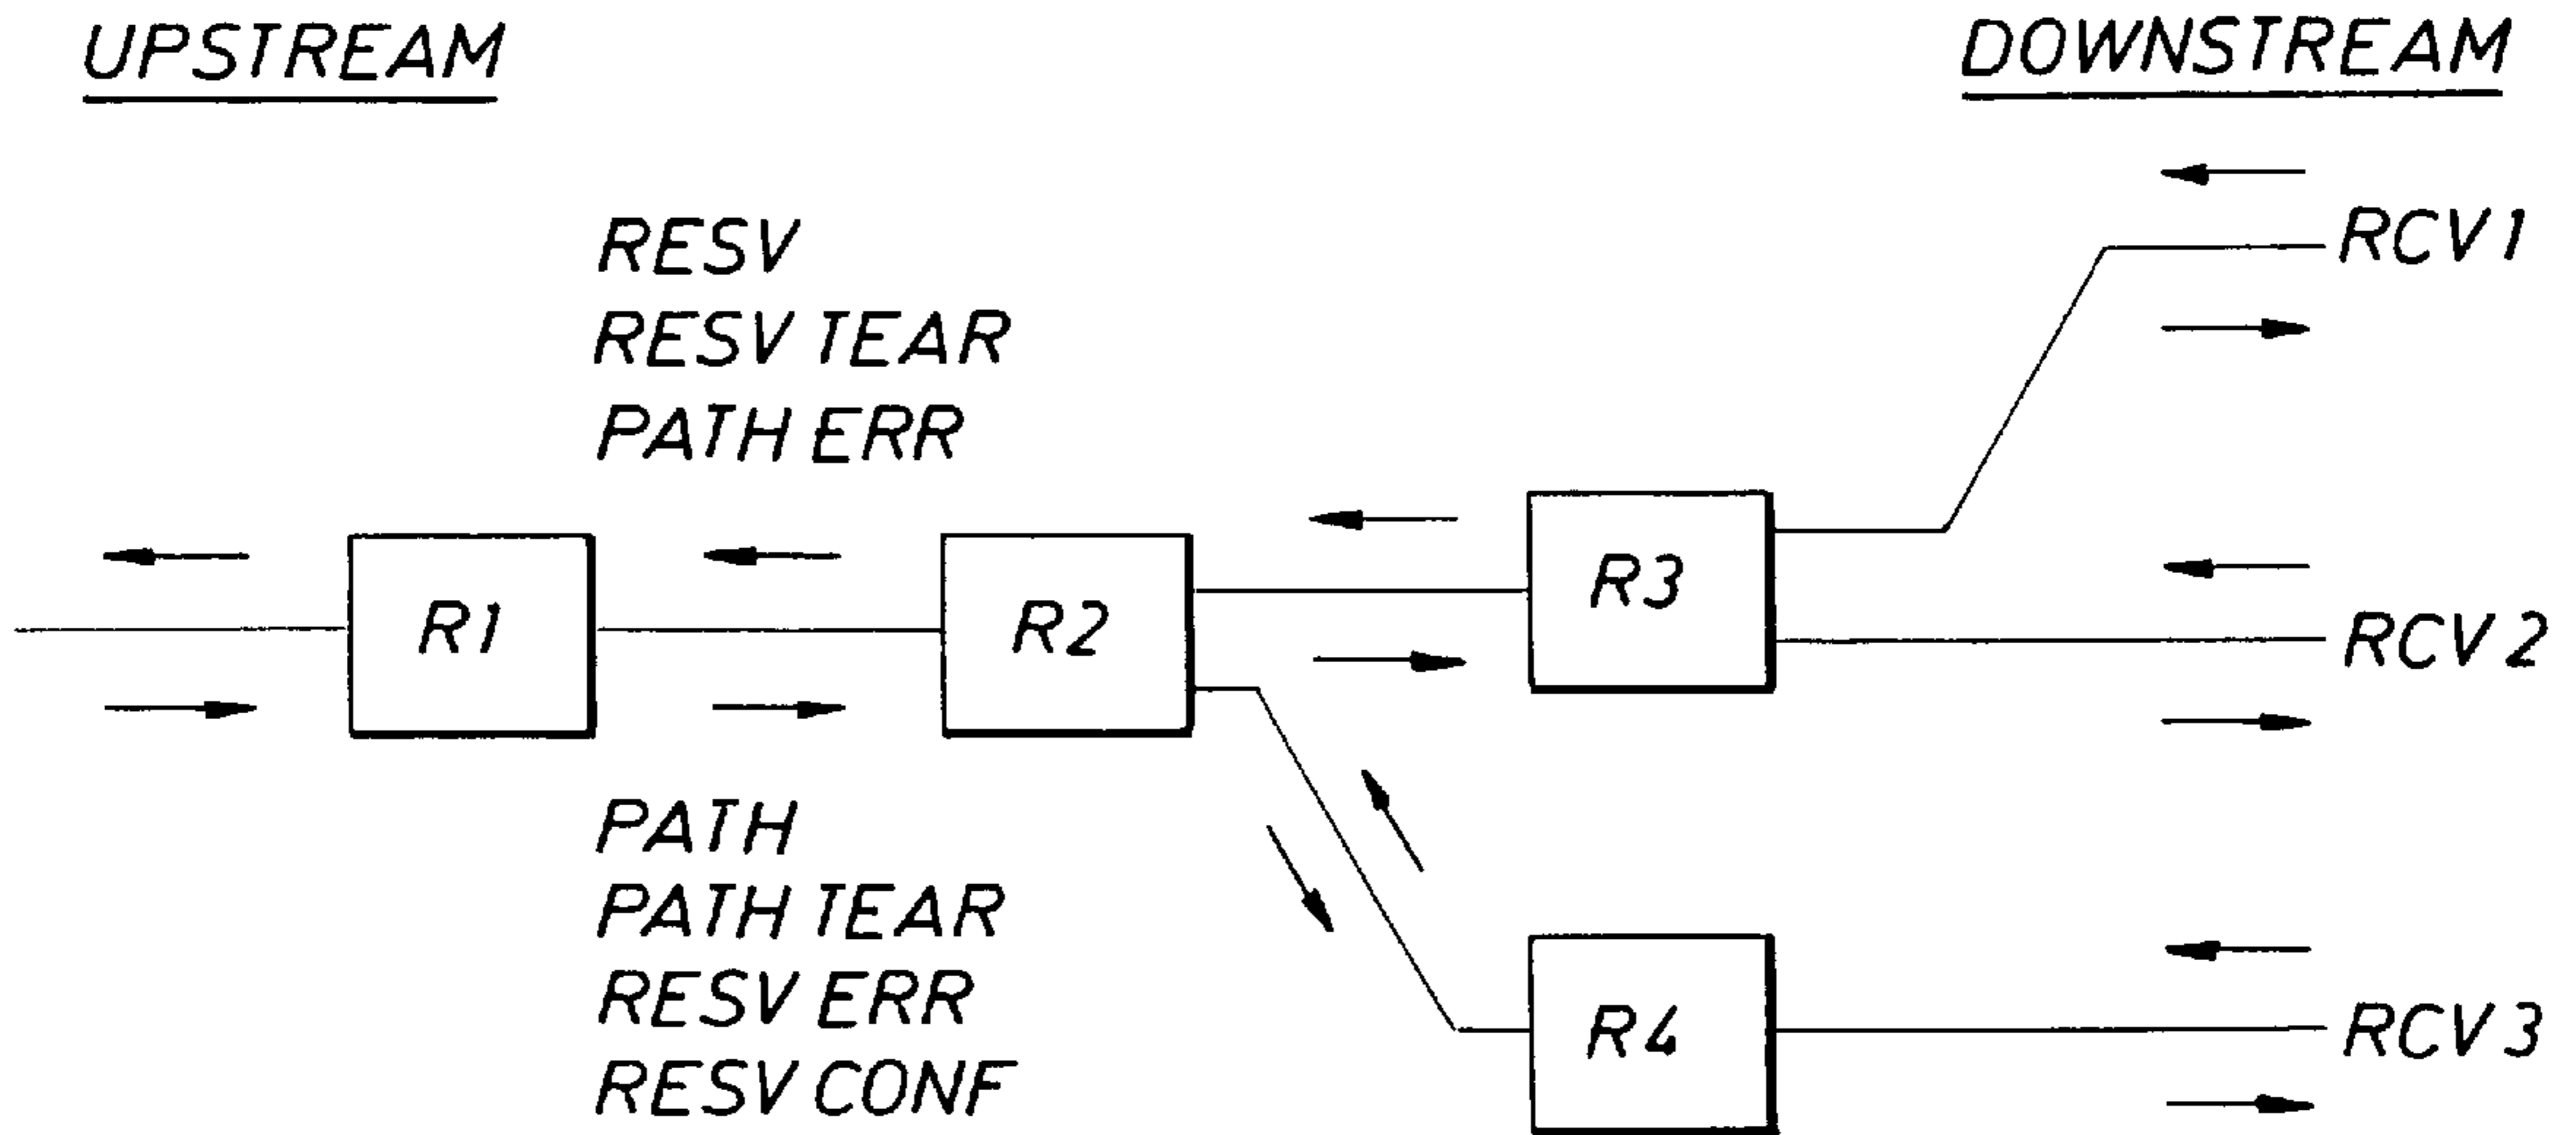 UPSTREAM
DOWNSTREAM
RESV
RESV TEAR
PATH ERR
RCV 1
R1
R2
R3
RCV 2
PATH
PATH TEAR
RESV ERR
RESV CONF
R4
RCV 3